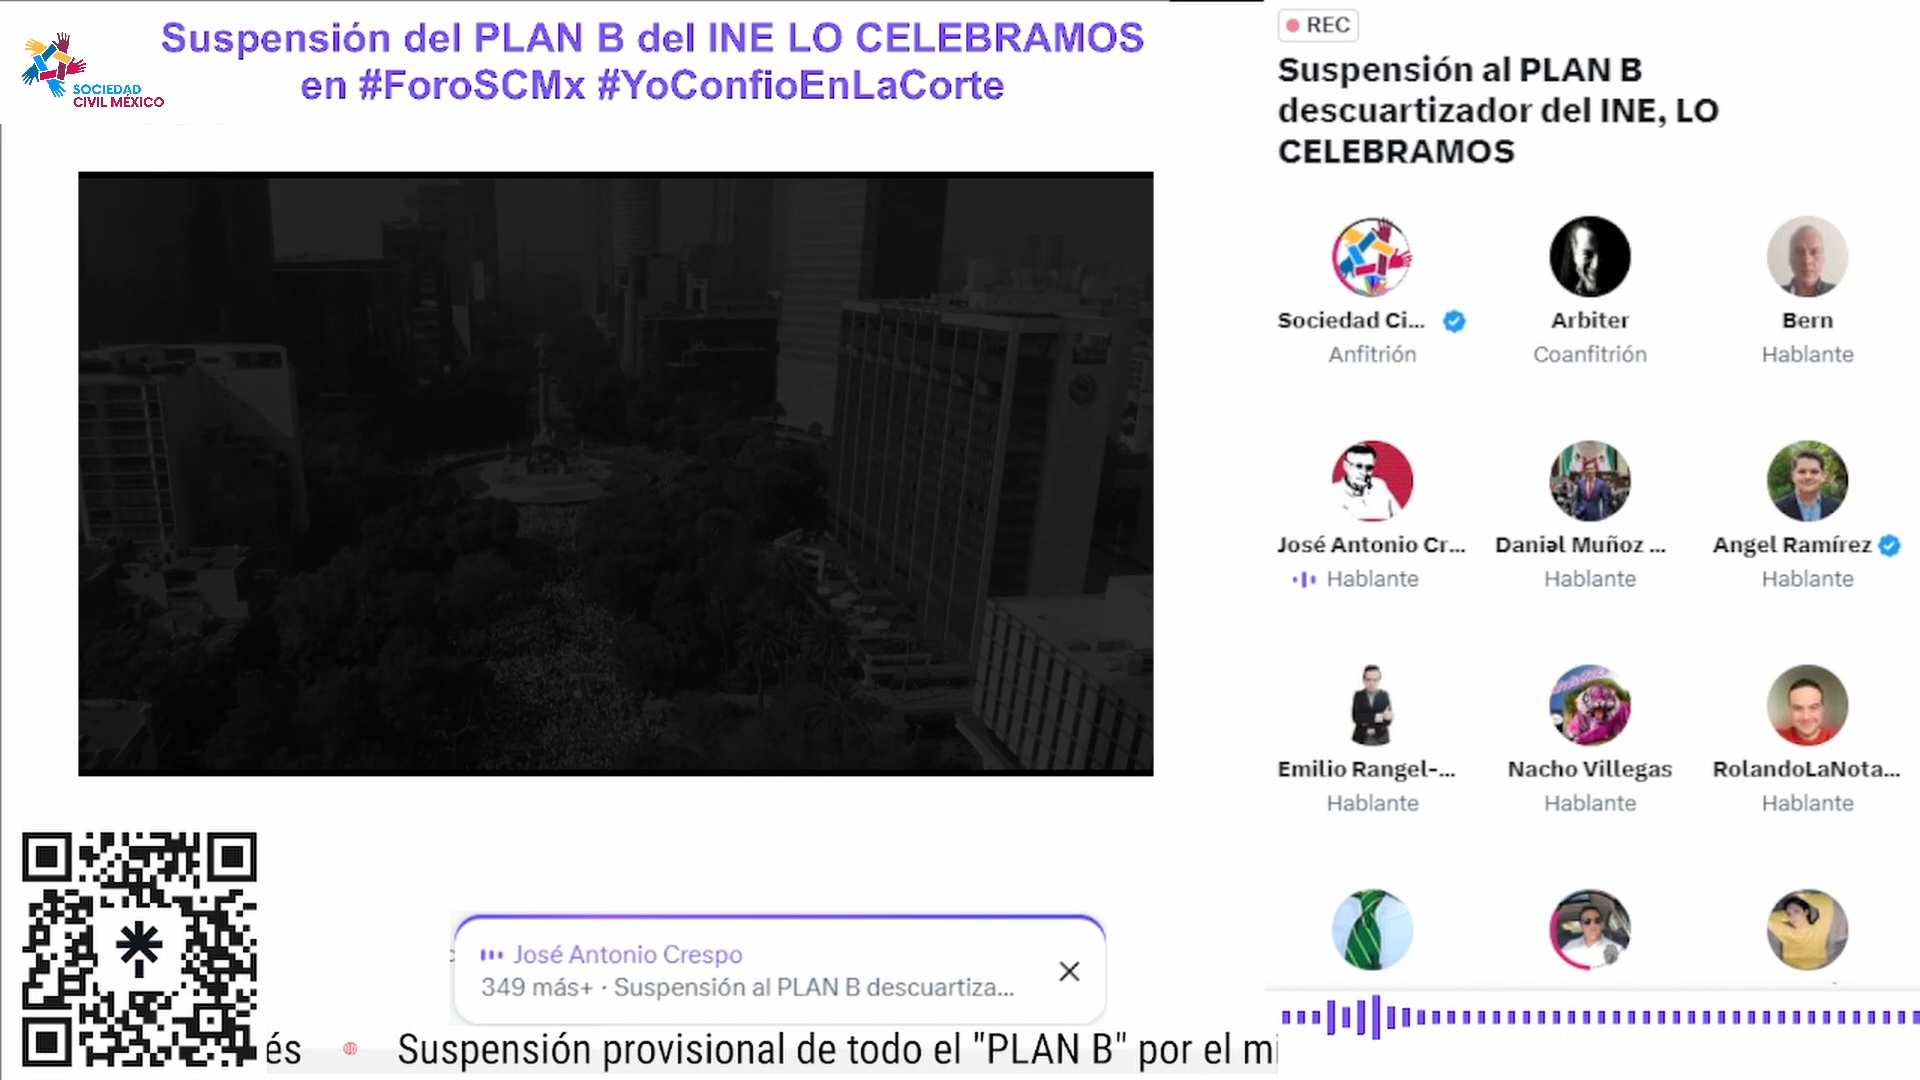 SOCIEDAD
CIVIL MÉXICO
Suspensión del PLAN B del INE LO CELEBRAMOS
en #ForoSCMx #YoConfioEnLaCorte
REC
Suspensión al PLAN B
descuartizador del INE, LO
CELEBRAMOS
Sociedad Ci...
Anfitrión
Arbiter
Coanfitrión
Bern
Hablante
José Antonio Cr...
Hablante
Daniəl Muñoz ...
Hablante
Angel Ramírez
Hablante
Emilio Rangel-...
Hablante
Nacho Villegas
Hablante
RolandoLaNota...
Hablante
José Antonio Crespo
349 más+ · Suspensión al PLAN B descuartiza...
és
Suspensión provisional de todo el "PLAN B" por el mi